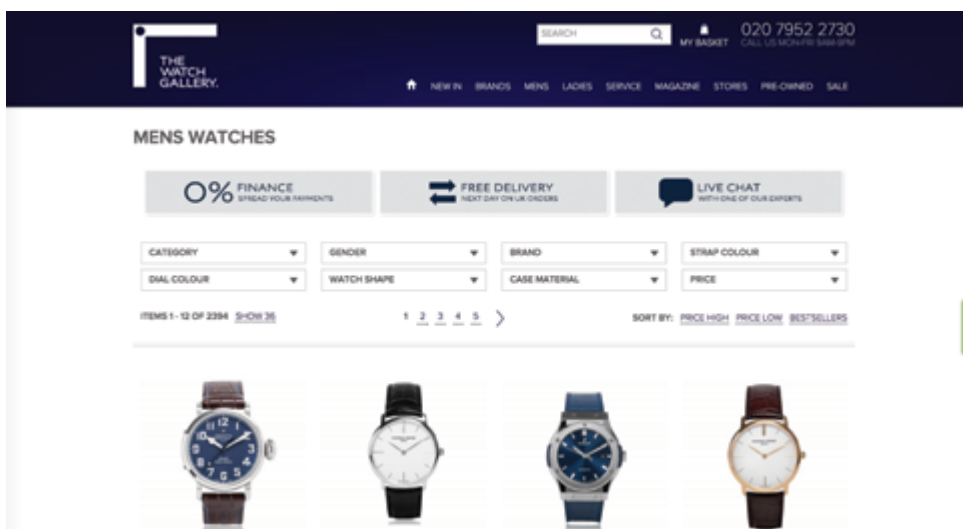 SEARCH
MY BASKET
020 7952 2730
CALL US MON-FRI 9AM-6PM
THE
WATCH
GALLERY.
NEW IN BRANDS MENS LADIES SERVICE MAGAZINE STORES PRE-OWNED SALE
MENS WATCHES
0% FINANCE
SPREAD YOUR PAYMENTS
FREE DELIVERY
NEXT DAY ON UK ORDERS
LIVE CHAT
WITH ONE OF OUR EXPERTS
CATEGORY GENDER BRAND STRAP COLOUR
DIAL COLOUR WATCH SHAPE CASE MATERIAL PRICE
ITEMS 1 - 12 OF 2394 SHOW 36 1 2 3 4 5 SORT BY: PRICE HIGH PRICE LOW BESTSELLERS